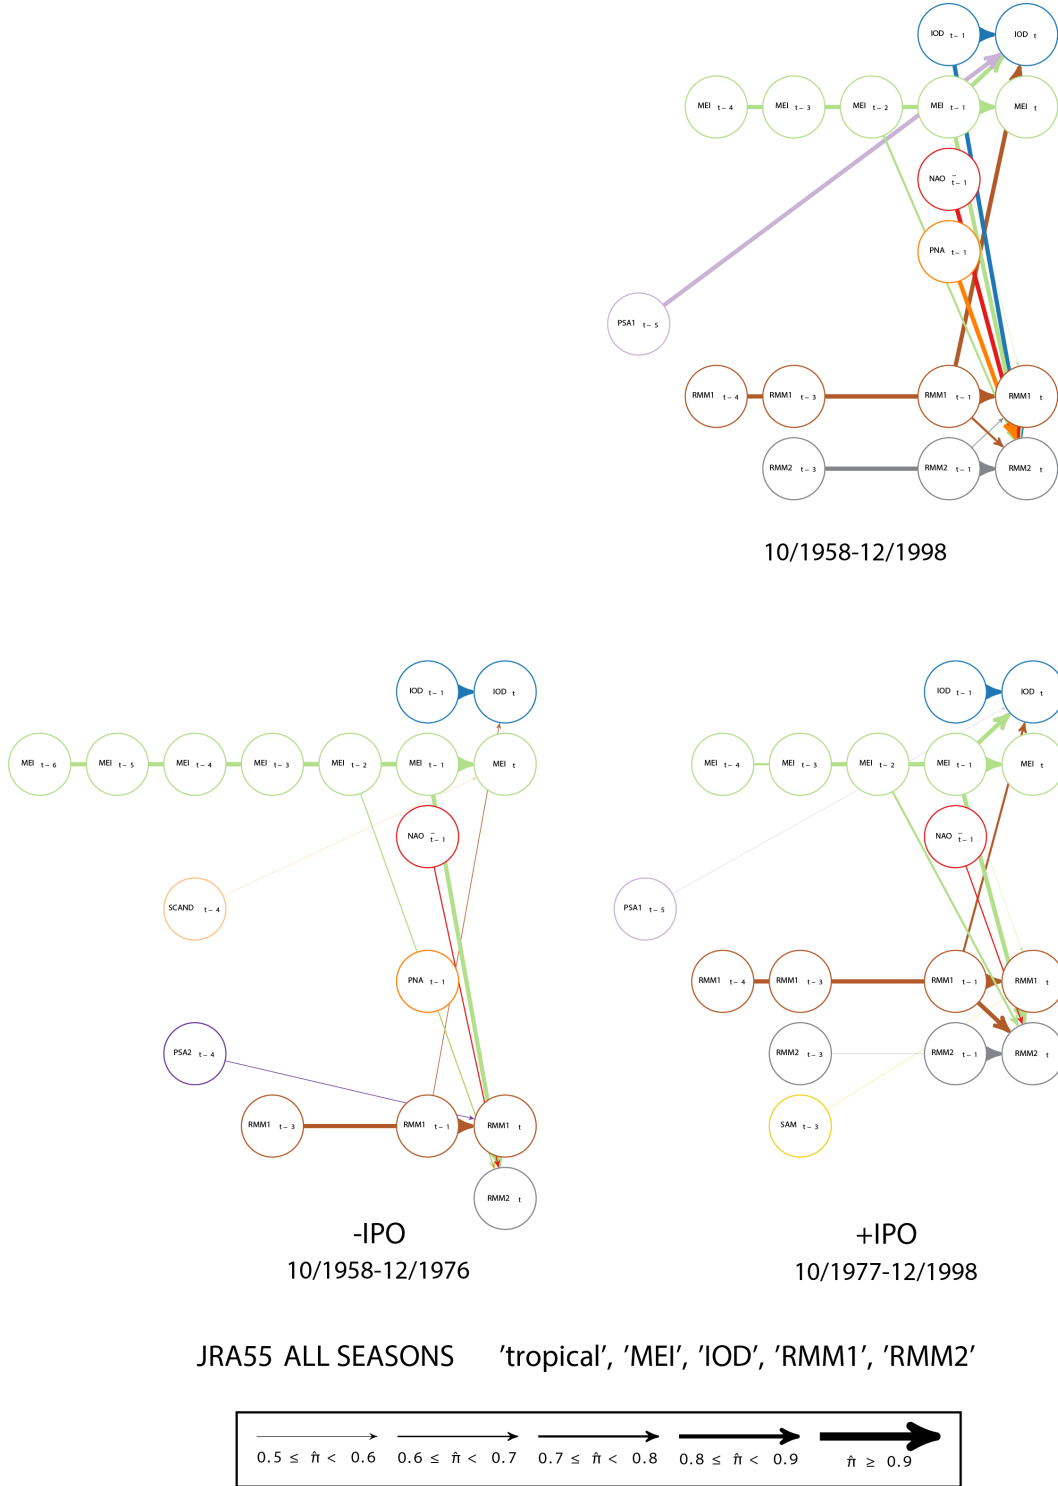 IOD t−1 IOD t
MEI t−4 MEI t−3 MEI t−2 MEI t−1 MEI t
NAO − t−1
PNA t−1
PSA1 t−5
RMM1 t−4 RMM1 t−3 RMM1 t−1 RMM1 t
RMM2 t−3 RMM2 t−1 RMM2 t
10/1958-12/1998
IOD t−1 IOD t
MEI t−6 MEI t−5 MEI t−4 MEI t−3 MEI t−2 MEI t−1 MEI t
NAO − t−1
SCAND t−4
PNA t−1
PSA2 t−4
RMM1 t−3 RMM1 t−1 RMM1 t
RMM2 t
-IPO
10/1958-12/1976
IOD t−1 IOD t
MEI t−4 MEI t−3 MEI t−2 MEI t−1 MEI t
NAO − t−1
PSA1 t−5
RMM1 t−4 RMM1 t−3 RMM1 t−1 RMM1 t
RMM2 t−3 RMM2 t−1 RMM2 t
SAM t−3
+IPO
10/1977-12/1998
JRA55 ALL SEASONS 'tropical', 'MEI', 'IOD', 'RMM1', 'RMM2'
0.5 ≤ π̂ < 0.6 0.6 ≤ π̂ < 0.7 0.7 ≤ π̂ < 0.8 0.8 ≤ π̂ < 0.9 π̂ ≥ 0.9